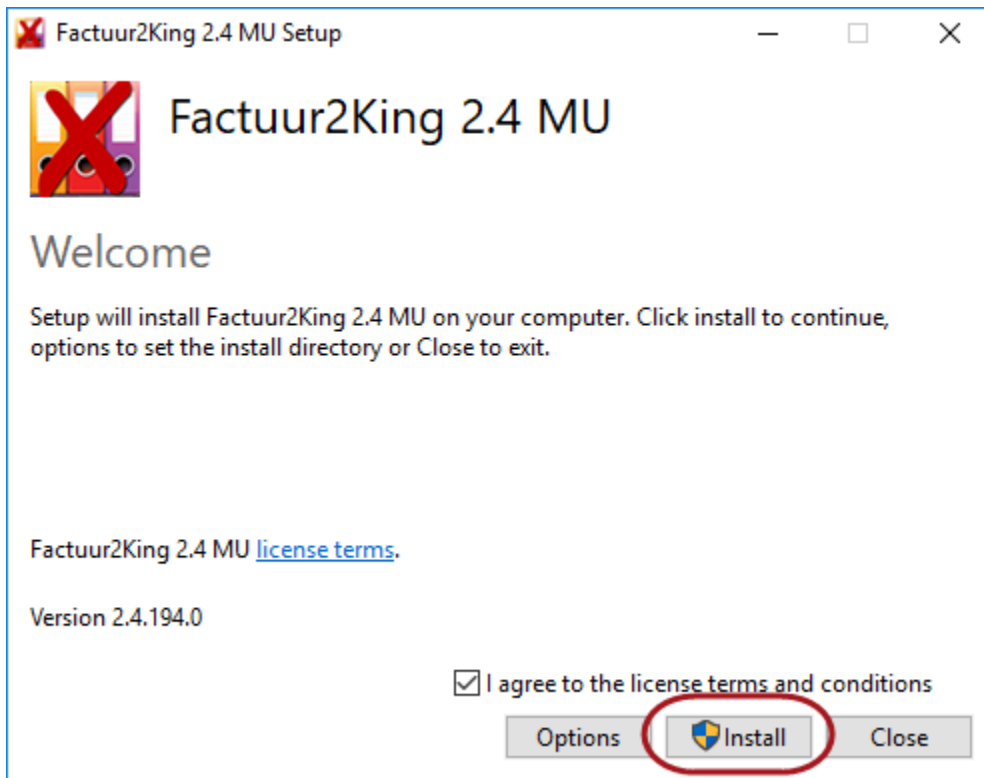 Factuur2King 2.4 MU Setup
Factuur2King 2.4 MU
Welcome
Setup will install Factuur2King 2.4 MU on your computer. Click install to continue,
options to set the install directory or Close to exit.
Factuur2King 2.4 MU license terms.
Version 2.4.194.0
I agree to the license terms and conditions
Options Install Close